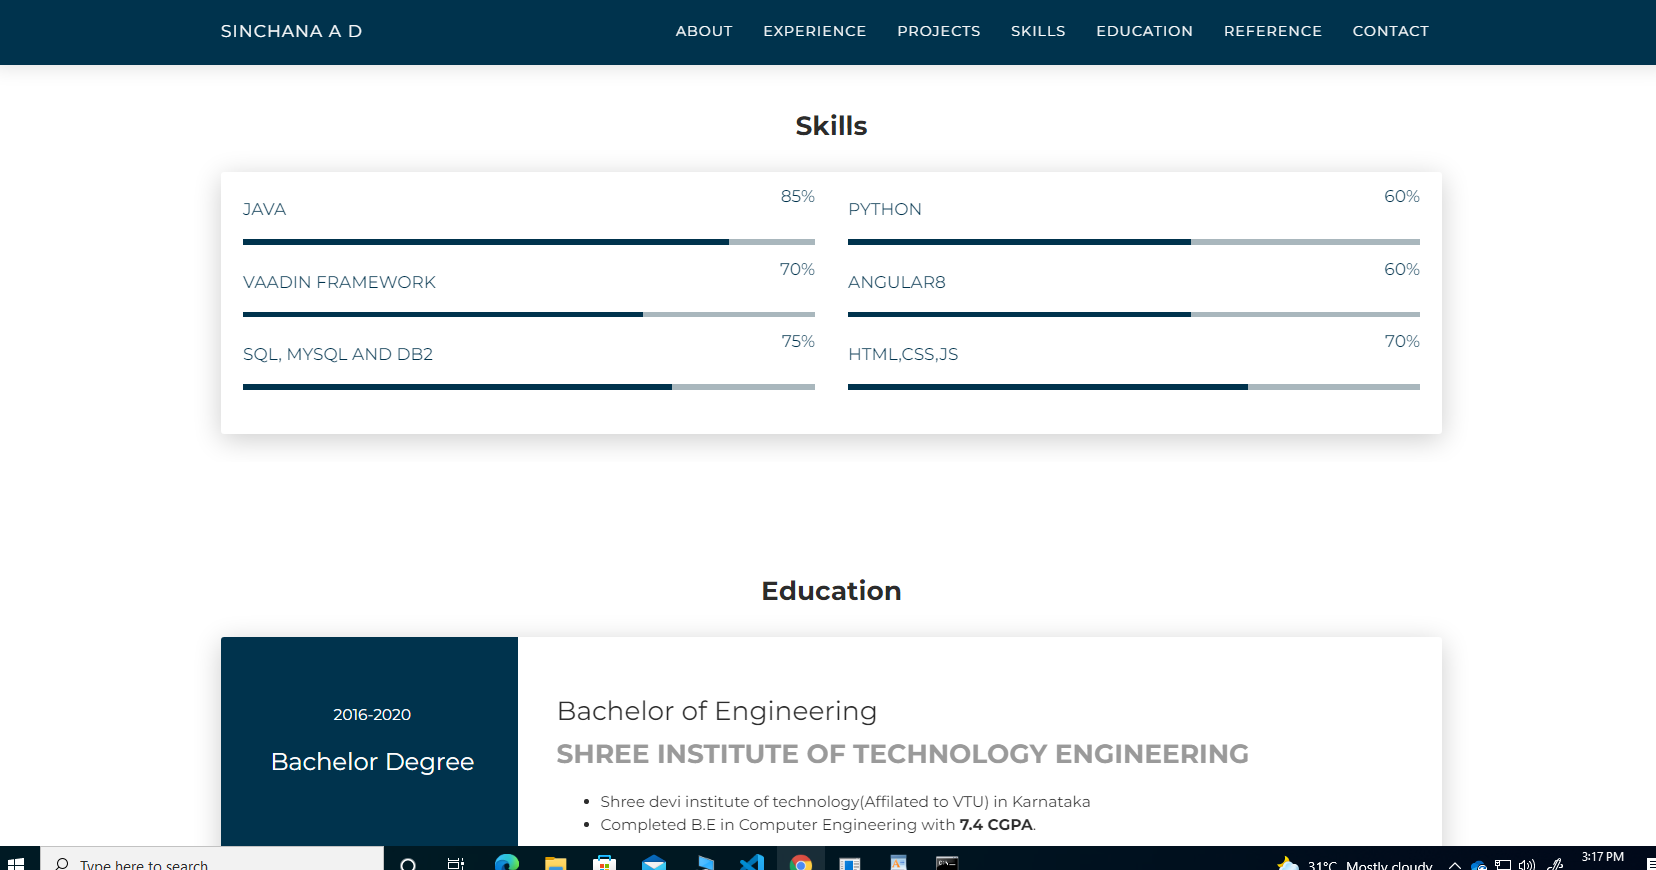 SINCHANA A D ABOUT EXPERIENCE PROJECTS SKILLS EDUCATION REFERENCE CONTACT
Skills
85%
JAVA
60%
PYTHON
70%
VAADIN FRAMEWORK
60%
ANGULAR8
75%
SQL, MYSQL AND DB2
70%
HTML,CSS,JS
Education
2016-2020
Bachelor Degree
Bachelor of Engineering
SHREE INSTITUTE OF TECHNOLOGY ENGINEERING
Shree devi institute of technology(Affilated to VTU) in Karnataka
Completed B.E in Computer Engineering with 7.4 CGPA.
Type here to search
31°C Mostly cloudy
3:17 PM